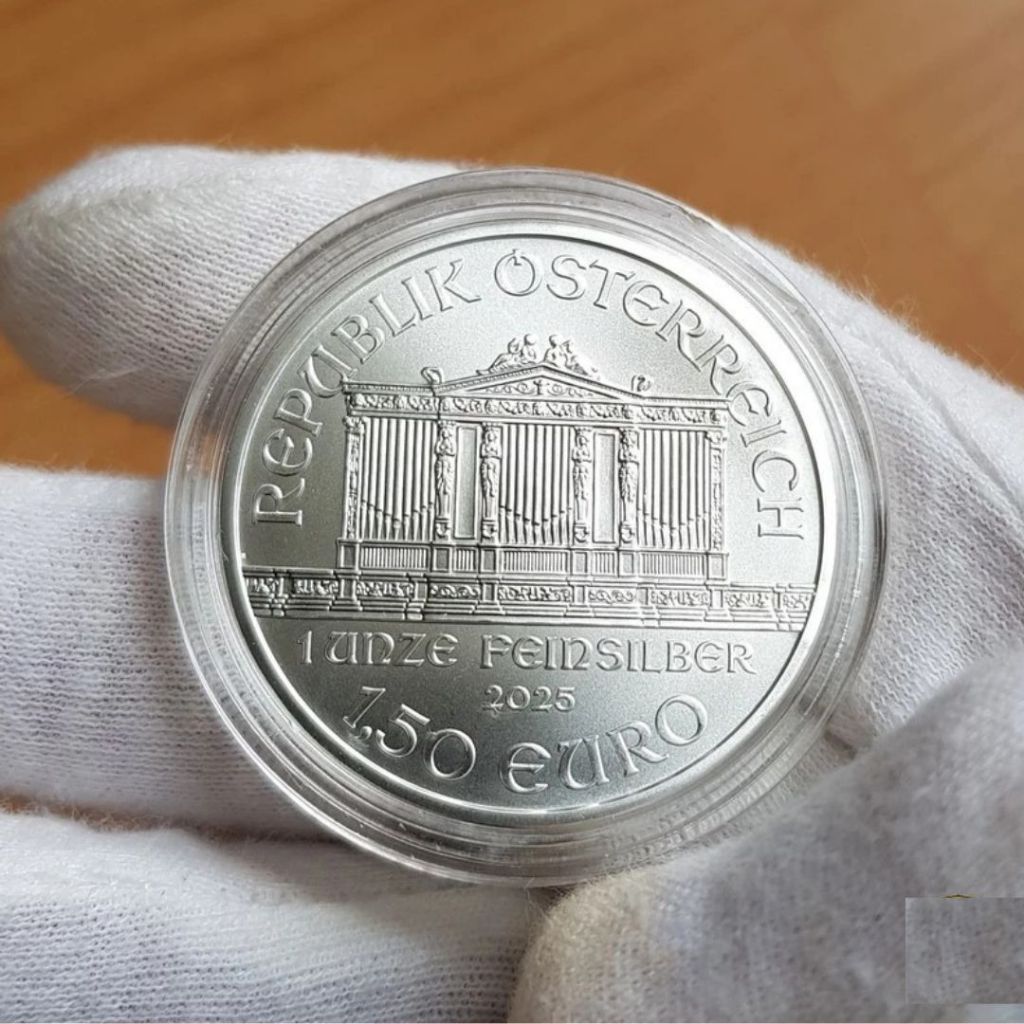 REPUBLIK ÖSTERREICH
1 UNZE FEINSILBER
2025
1,50 EURO